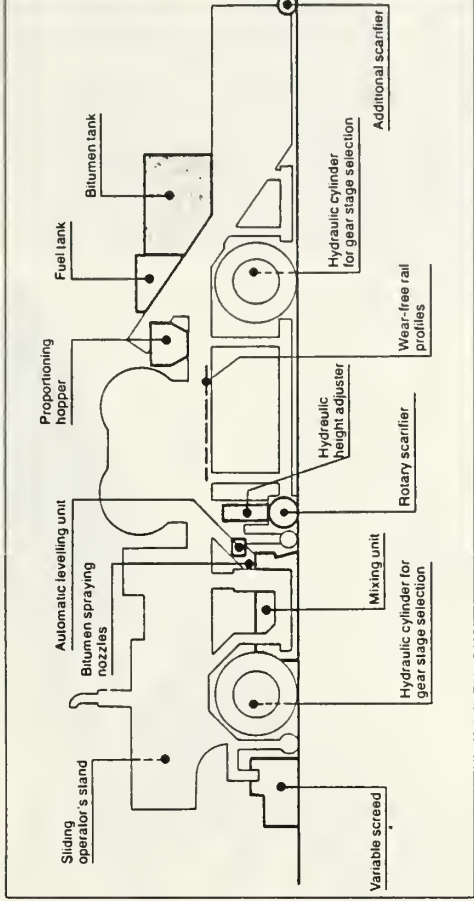 Sliding
operator's stand
Bitumen spraying
nozzles
Automatic levelling unit
Proportioning
hopper
Fuel tank
Bitumen tank
Variable screed
Hydraulic cylinder for
gear stage selection
Mixing unit
Rotary scarifier
Hydraulic
height adjuster
Wear-free rail
profiles
Hydraulic cylinder
for gear stage selection
Additional scarifier